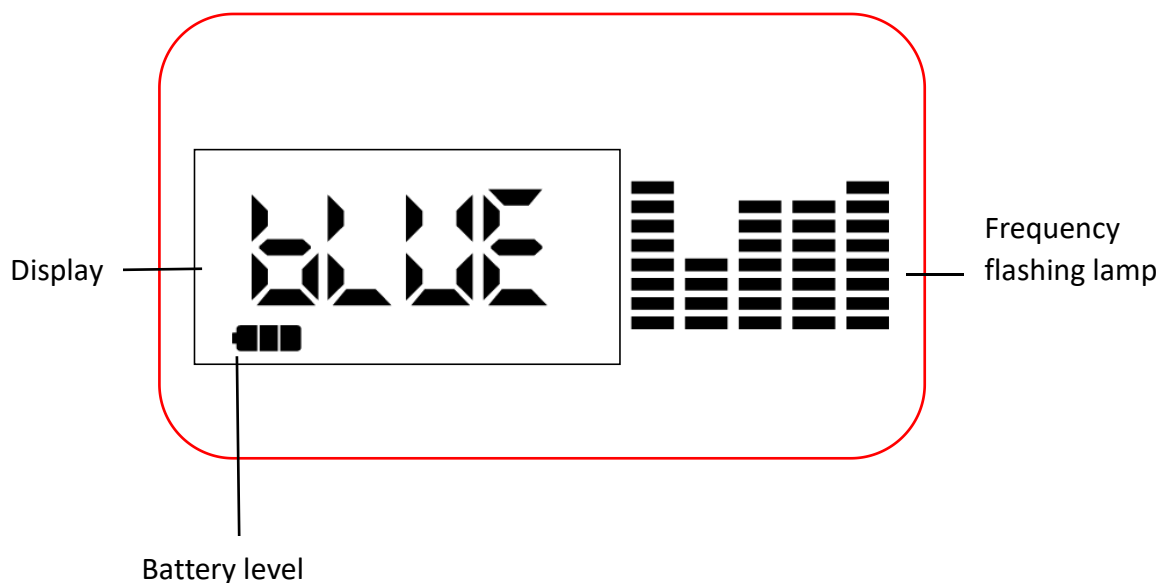 bLUE
Display
Frequency
flashing lamp
Battery level